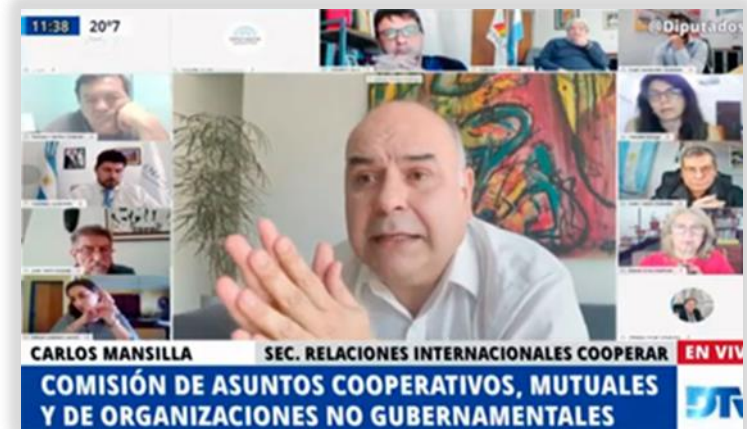 11:38 20°7
@Diputados
CARLOS MANSILLA SEC. RELACIONES INTERNACIONALES COOPERAR EN VIV
COMISIÓN DE ASUNTOS COOPERATIVOS, MUTUALES
Y DE ORGANIZACIONES NO GUBERNAMENTALES
DTV